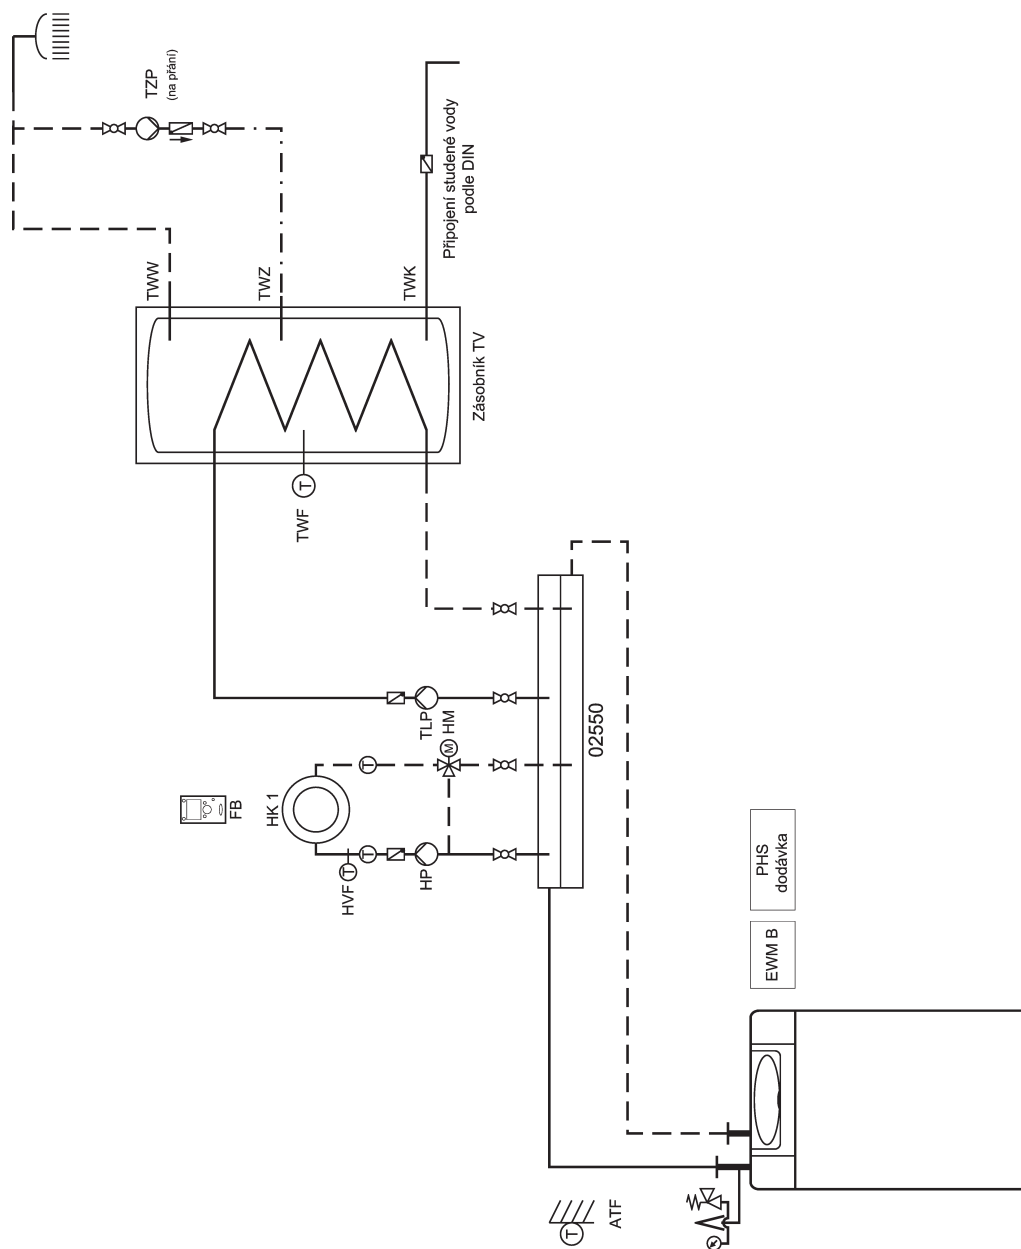 TZP
(na přání)
Připojení studené vody
podle DIN
TWW
TWZ
TWK
Zásobník TV
T
TWF
TLP
M
HM
T
HK 1
FB
T
T
HVF
HP
02550
PHS
dodávka
EWM B
T
ATF